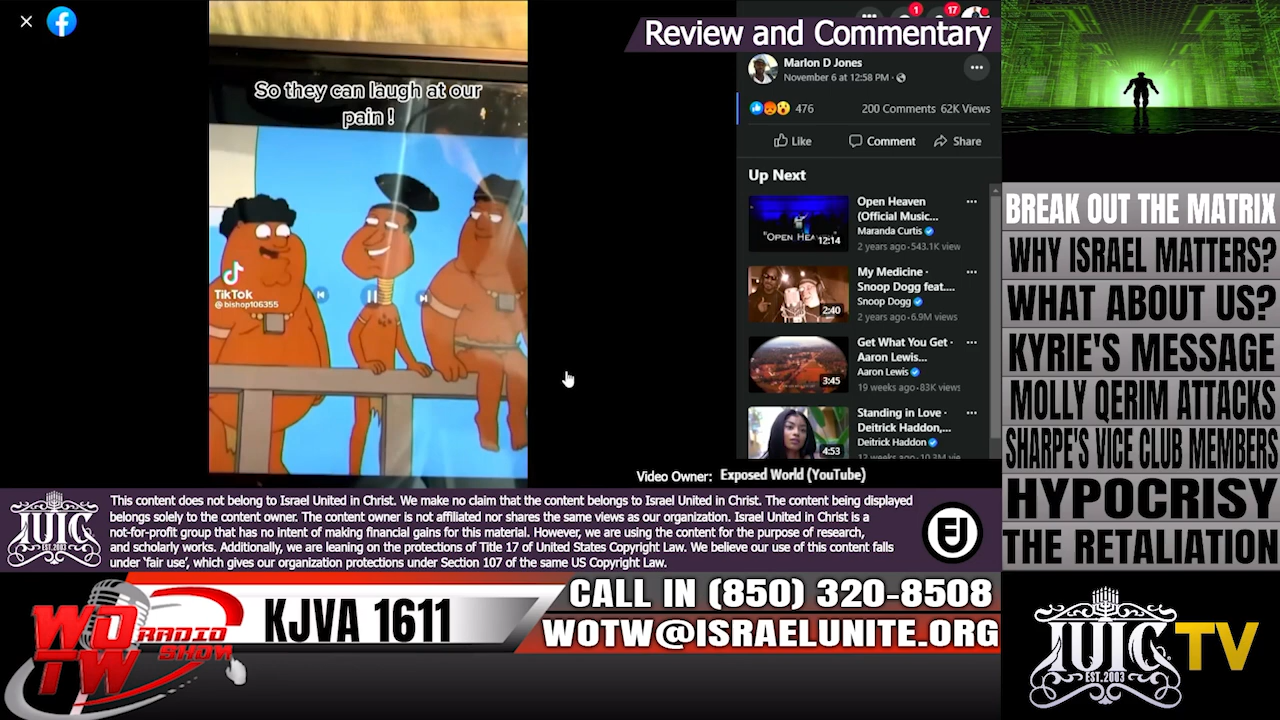 Review and Commentary
1
17
Marlon D Jones
November 6 at 12:58 PM ·
476
200 Comments 62K Views
Like
Comment
Share
Up Next
Open Heaven
(Official Music...
Maranda Curtis
2 years ago · 543.1K view
"OPEN HEA
12:14
My Medicine ·
Snoop Dogg feat....
Snoop Dogg
2 years ago · 6.9M views
2:40
Get What You Get ·
Aaron Lewis...
Aaron Lewis
19 weeks ago · 83K views
3:45
Standing in Love ·
Deitrick Haddon,...
Deitrick Haddon
4:53
12 weeks ago · 10.3M view
So they can laugh at our
pain !
TikTok
@bishop106355
Video Owner: Exposed World (YouTube)
This content does not belong to Israel United in Christ. We make no claim that the content belongs to Israel United in Christ. The content being displayed
belongs solely to the content owner. The content owner is not affiliated nor shares the same views as our organization. Israel United in Christ is a
not-for-profit group that has no intent of making financial gains for this material. However, we are using the content for the purpose of research,
and scholarly works. Additionally, we are leaning on the protections of Title 17 of United States Copyright Law. We believe our use of this content falls
under 'fair use', which gives our organization protections under Section 107 of the same US Copyright Law.
IUIC
EST.2003
WOTW
RADIO
SHOW
KJVA 1611
CALL IN (850) 320-8508
WOTW@ISRAELUNITE.ORG
BREAK OUT THE MATRIX
WHY ISRAEL MATTERS?
WHAT ABOUT US?
KYRIE'S MESSAGE
MOLLY QERIM ATTACKS
SHARPE'S VICE CLUB MEMBERS
HYPOCRISY
THE RETALIATION
IUIC TV
EST.2003